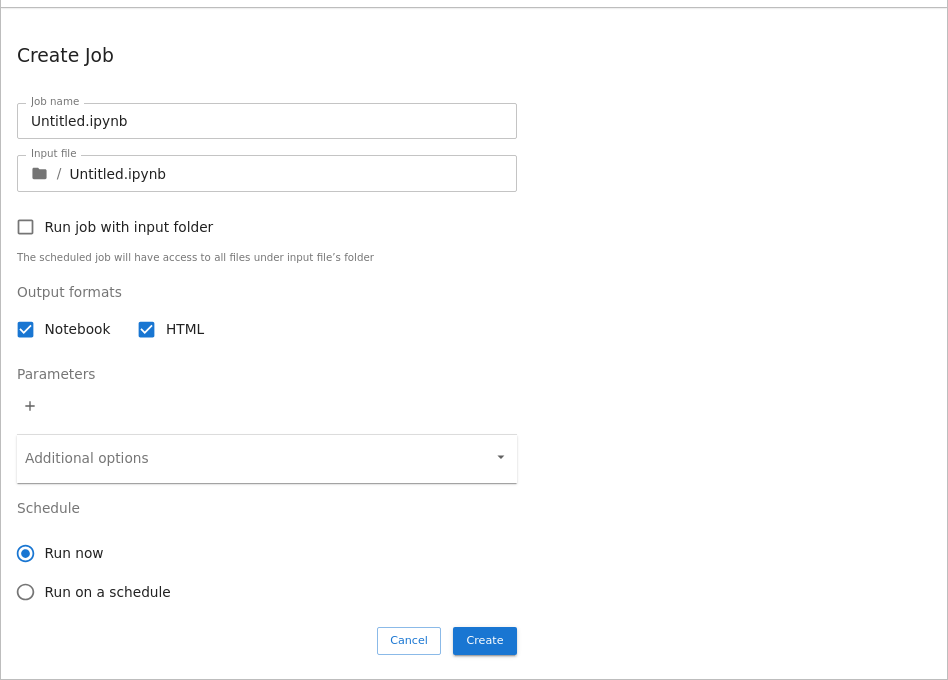 Create Job
Job name
Untitled.ipynb
Input file
/ Untitled.ipynb
Run job with input folder
The scheduled job will have access to all files under input file’s folder
Output formats
Notebook HTML
Parameters
+
Additional options
Schedule
Run now
Run on a schedule
Cancel Create